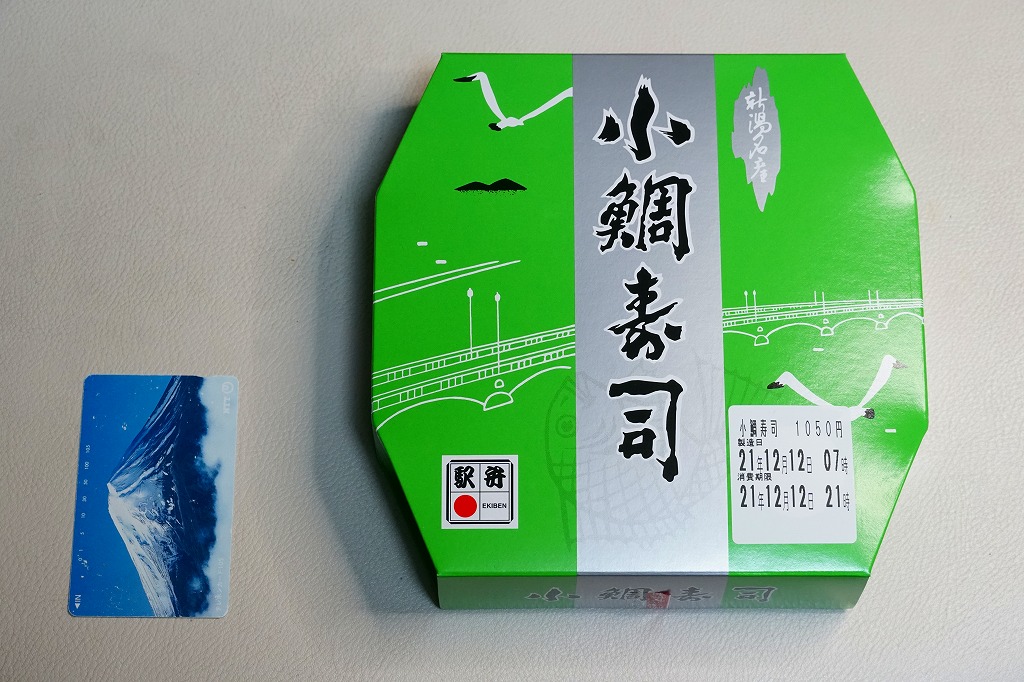 小鯛寿司
新潟名産
駅弁
EKIBEN
小鯛寿司 1050円
製造日
21年12月12日 07時
消費期限
21年12月12日 21時
小鯛寿司
NTT
IN